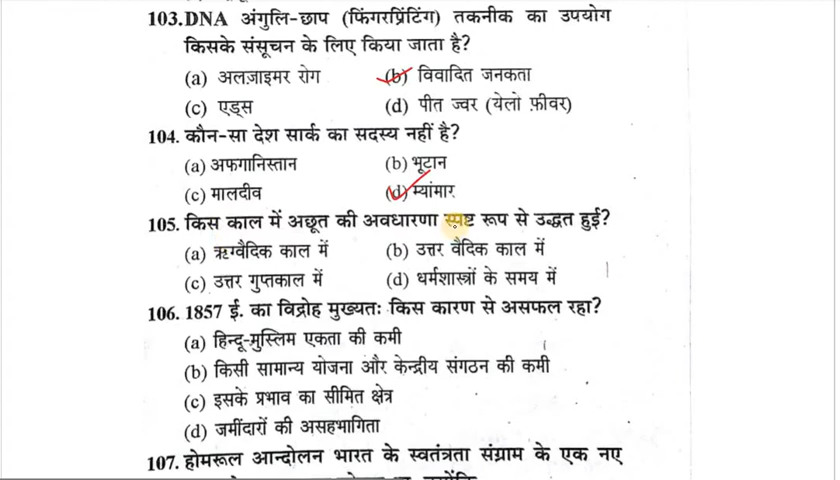 103.DNA अंगुलि-छाप (फिंगरप्रिंटिंग) तकनीक का उपयोग
किसके संसूचन के लिए किया जाता है?
(a) अलज़ाइमर रोग (b) विवादित जनकता
(c) एड्स (d) पीत ज्वर (येलो फ़ीवर)
104. कौन-सा देश सार्क का सदस्य नहीं है?
(a) अफगानिस्तान (b) भूटान
(c) मालदीव (d) म्यांमार
105. किस काल में अछूत की अवधारणा स्पष्ट रूप से उद्धत हुई?
(a) ऋग्वैदिक काल में (b) उत्तर वैदिक काल में
(c) उत्तर गुप्तकाल में (d) धर्मशास्त्रों के समय में
106. 1857 ई. का विद्रोह मुख्यतः किस कारण से असफल रहा?
(a) हिन्दू-मुस्लिम एकता की कमी
(b) किसी सामान्य योजना और केन्द्रीय संगठन की कमी
(c) इसके प्रभाव का सीमित क्षेत्र
(d) जमींदारों की असहभागिता
107. होमरूल आन्दोलन भारत के स्वतंत्रता संग्राम के एक नए